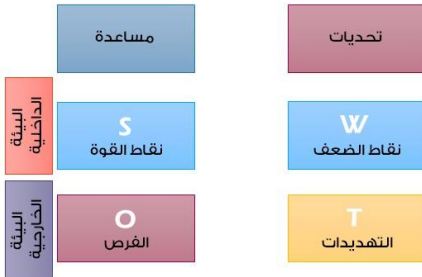 تحديات
مساعدة
البيئة
الداخلية
W
نقاط الضعف
S
نقاط القوة
البيئة
الخارجية
T
التهديدات
O
الفرص